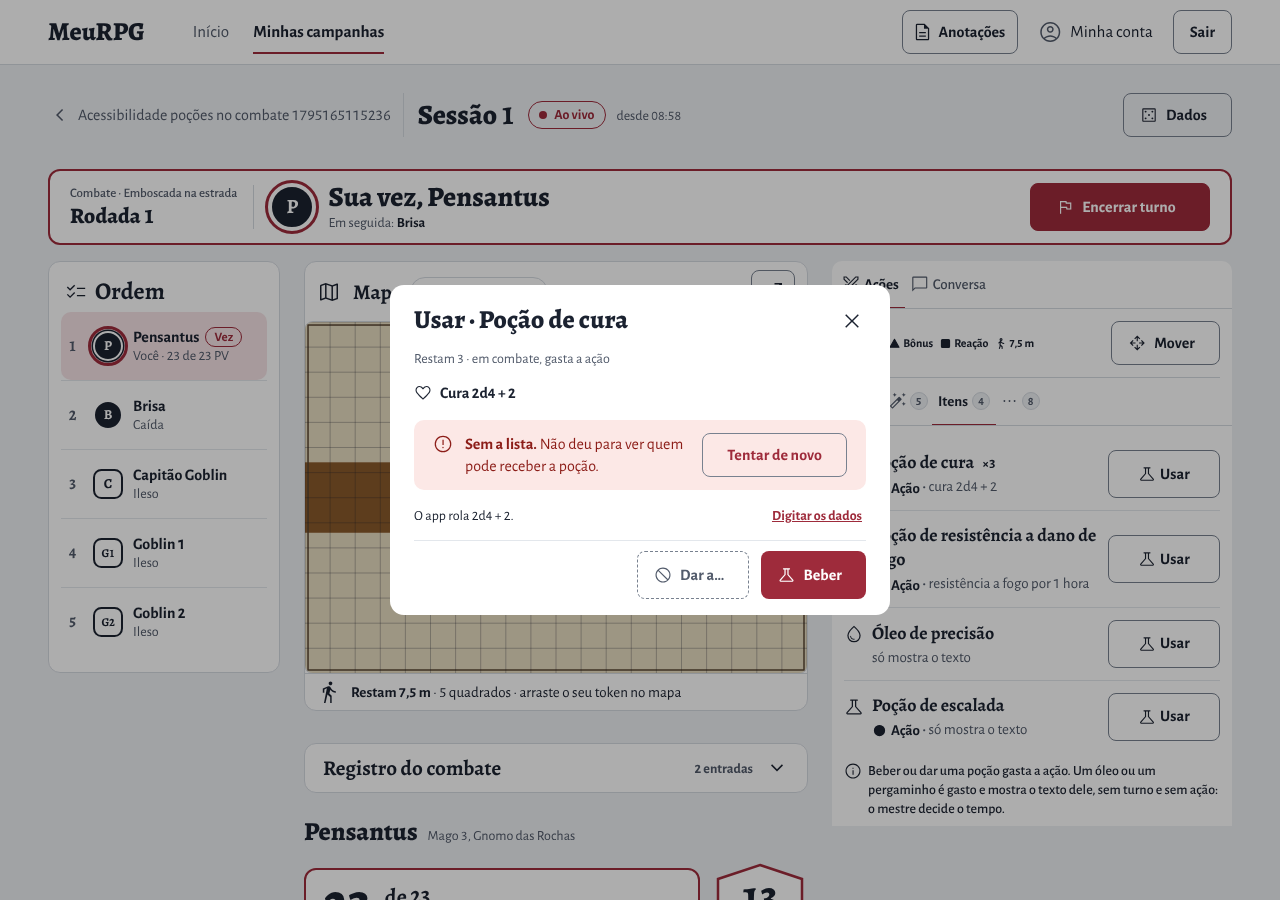 MeuRPG
Início
Minhas campanhas
Anotações
Minha conta
Sair
Acessibilidade poções no combate 1795165115236
Sessão 1
Ao vivo
desde 08:58
Dados
Combate · Emboscada na estrada
Rodada 1
P
Sua vez, Pensantus
Em seguida: Brisa
Encerrar turno
Ordem
1
P
Pensantus
Vez
Você · 23 de 23 PV
2
B
Brisa
Caída
3
C
Capitão Goblin
Ileso
4
G1
Goblin 1
Ileso
5
G2
Goblin 2
Ileso
Map
Restam 7,5 m · 5 quadrados · arraste o seu token no mapa
Registro do combate
2 entradas
Pensantus
Mago 3, Gnomo das Rochas
de 23
13
Usar · Poção de cura
Restam 3 · em combate, gasta a ação
Cura 2d4 + 2
Sem a lista. Não deu para ver quem
pode receber a poção.
Tentar de novo
O app rola 2d4 + 2.
Digitar os dados
Dar a...
Beber
Ações
Conversa
Bônus
Reação
7,5 m
Mover
5
Itens
4
···
8
ção de cura
×3
Ação · cura 2d4 + 2
Usar
ção de resistência a dano de
go
Ação · resistência a fogo por 1 hora
Usar
Óleo de precisão
só mostra o texto
Usar
Poção de escalada
Ação · só mostra o texto
Usar
Beber ou dar uma poção gasta a ação. Um óleo ou um
pergaminho é gasto e mostra o texto dele, sem turno e sem ação:
o mestre decide o tempo.